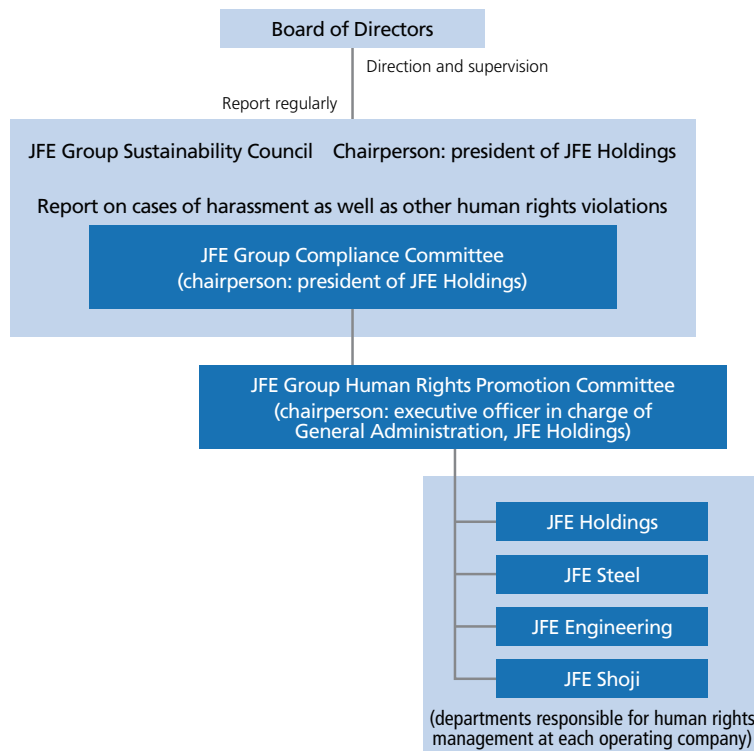 Board of Directors
Direction and supervision
Report regularly
JFE Group Sustainability Council Chairperson: president of JFE Holdings
Report on cases of harassment as well as other human rights violations
JFE Group Compliance Committee
(chairperson: president of JFE Holdings)
JFE Group Human Rights Promotion Committee
(chairperson: executive officer in charge of
General Administration, JFE Holdings)
JFE Holdings
JFE Steel
JFE Engineering
JFE Shoji
(departments responsible for human rights
management at each operating company)